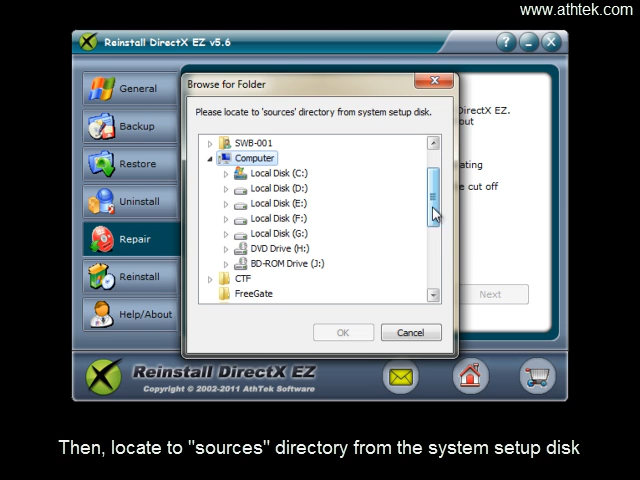 www.athtek.com
Reinstall DirectX EZ v5.6
General
Backup
Restore
Uninstall
Repair
Reinstall
Help/About
Browse for Folder
Please locate to 'sources' directory from system setup disk.
SWB-001
Computer
Local Disk (C:)
Local Disk (D:)
Local Disk (E:)
Local Disk (F:)
Local Disk (G:)
DVD Drive (H:)
BD-ROM Drive (J:)
CTF
FreeGate
OK
Cancel
DirectX EZ.
out
ating
e cut off
Next
Reinstall DirectX EZ
Copyright © 2002-2011 AthTek Software
Then, locate to "sources" directory from the system setup disk